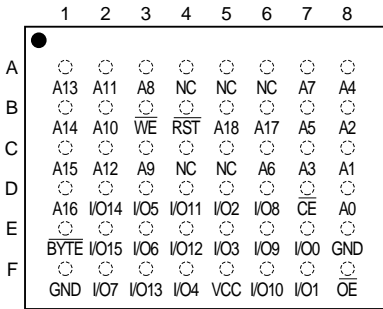 1 2 3 4 5 6 7 8
A
A13 A11 A8 NC NC NC A7 A4
B
A14 A10 WE RST A18 A17 A5 A2
C
A15 A12 A9 NC NC A6 A3 A1
D
A16 I/O14 I/O5 I/O11 I/O2 I/O8 CE A0
E
BYTE I/O15 I/O6 I/O12 I/O3 I/O9 I/O0 GND
F
GND I/O7 I/O13 I/O4 VCC I/O10 I/O1 OE